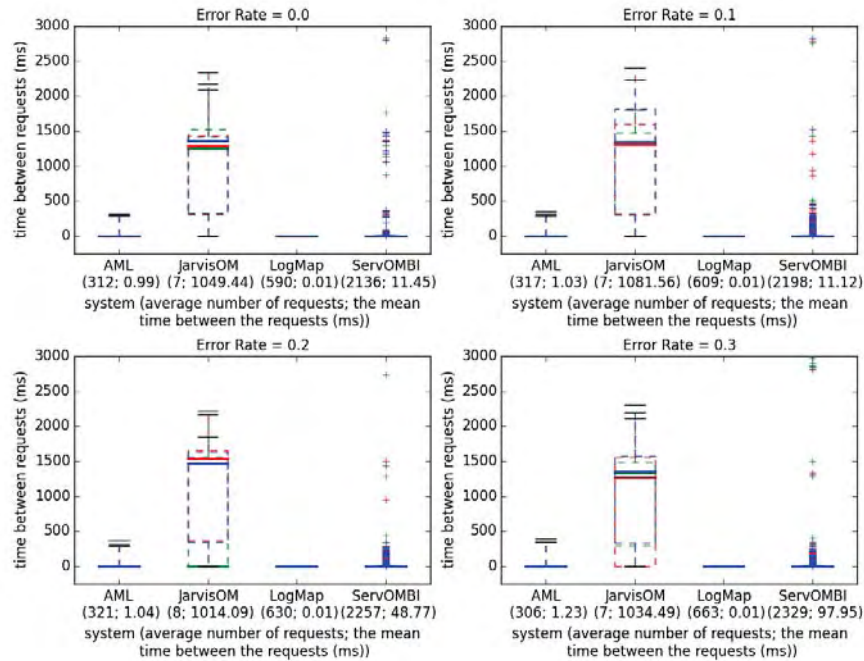 Error Rate = 0.0
Error Rate = 0.1
time between requests (ms)
3000
2500
2000
1500
1000
500
0
time between requests (ms)
3000
2500
2000
1500
1000
500
0
AML JarvisOM LogMap ServOMBI
(312; 0.99) (7; 1049.44) (590; 0.01) (2136; 11.45)
system (average number of requests; the mean
time between the requests (ms))
AML JarvisOM LogMap ServOMBI
(317; 1.03) (7; 1081.56) (609; 0.01) (2198; 11.12)
system (average number of requests; the mean
time between the requests (ms))
Error Rate = 0.2
Error Rate = 0.3
time between requests (ms)
3000
2500
2000
1500
1000
500
0
time between requests (ms)
3000
2500
2000
1500
1000
500
0
AML JarvisOM LogMap ServOMBI
(321; 1.04) (8; 1014.09) (630; 0.01) (2257; 48.77)
system (average number of requests; the mean
time between the requests (ms))
AML JarvisOM LogMap ServOMBI
(306; 1.23) (7; 1034.49) (663; 0.01) (2329; 97.95)
system (average number of requests; the mean
time between the requests (ms))